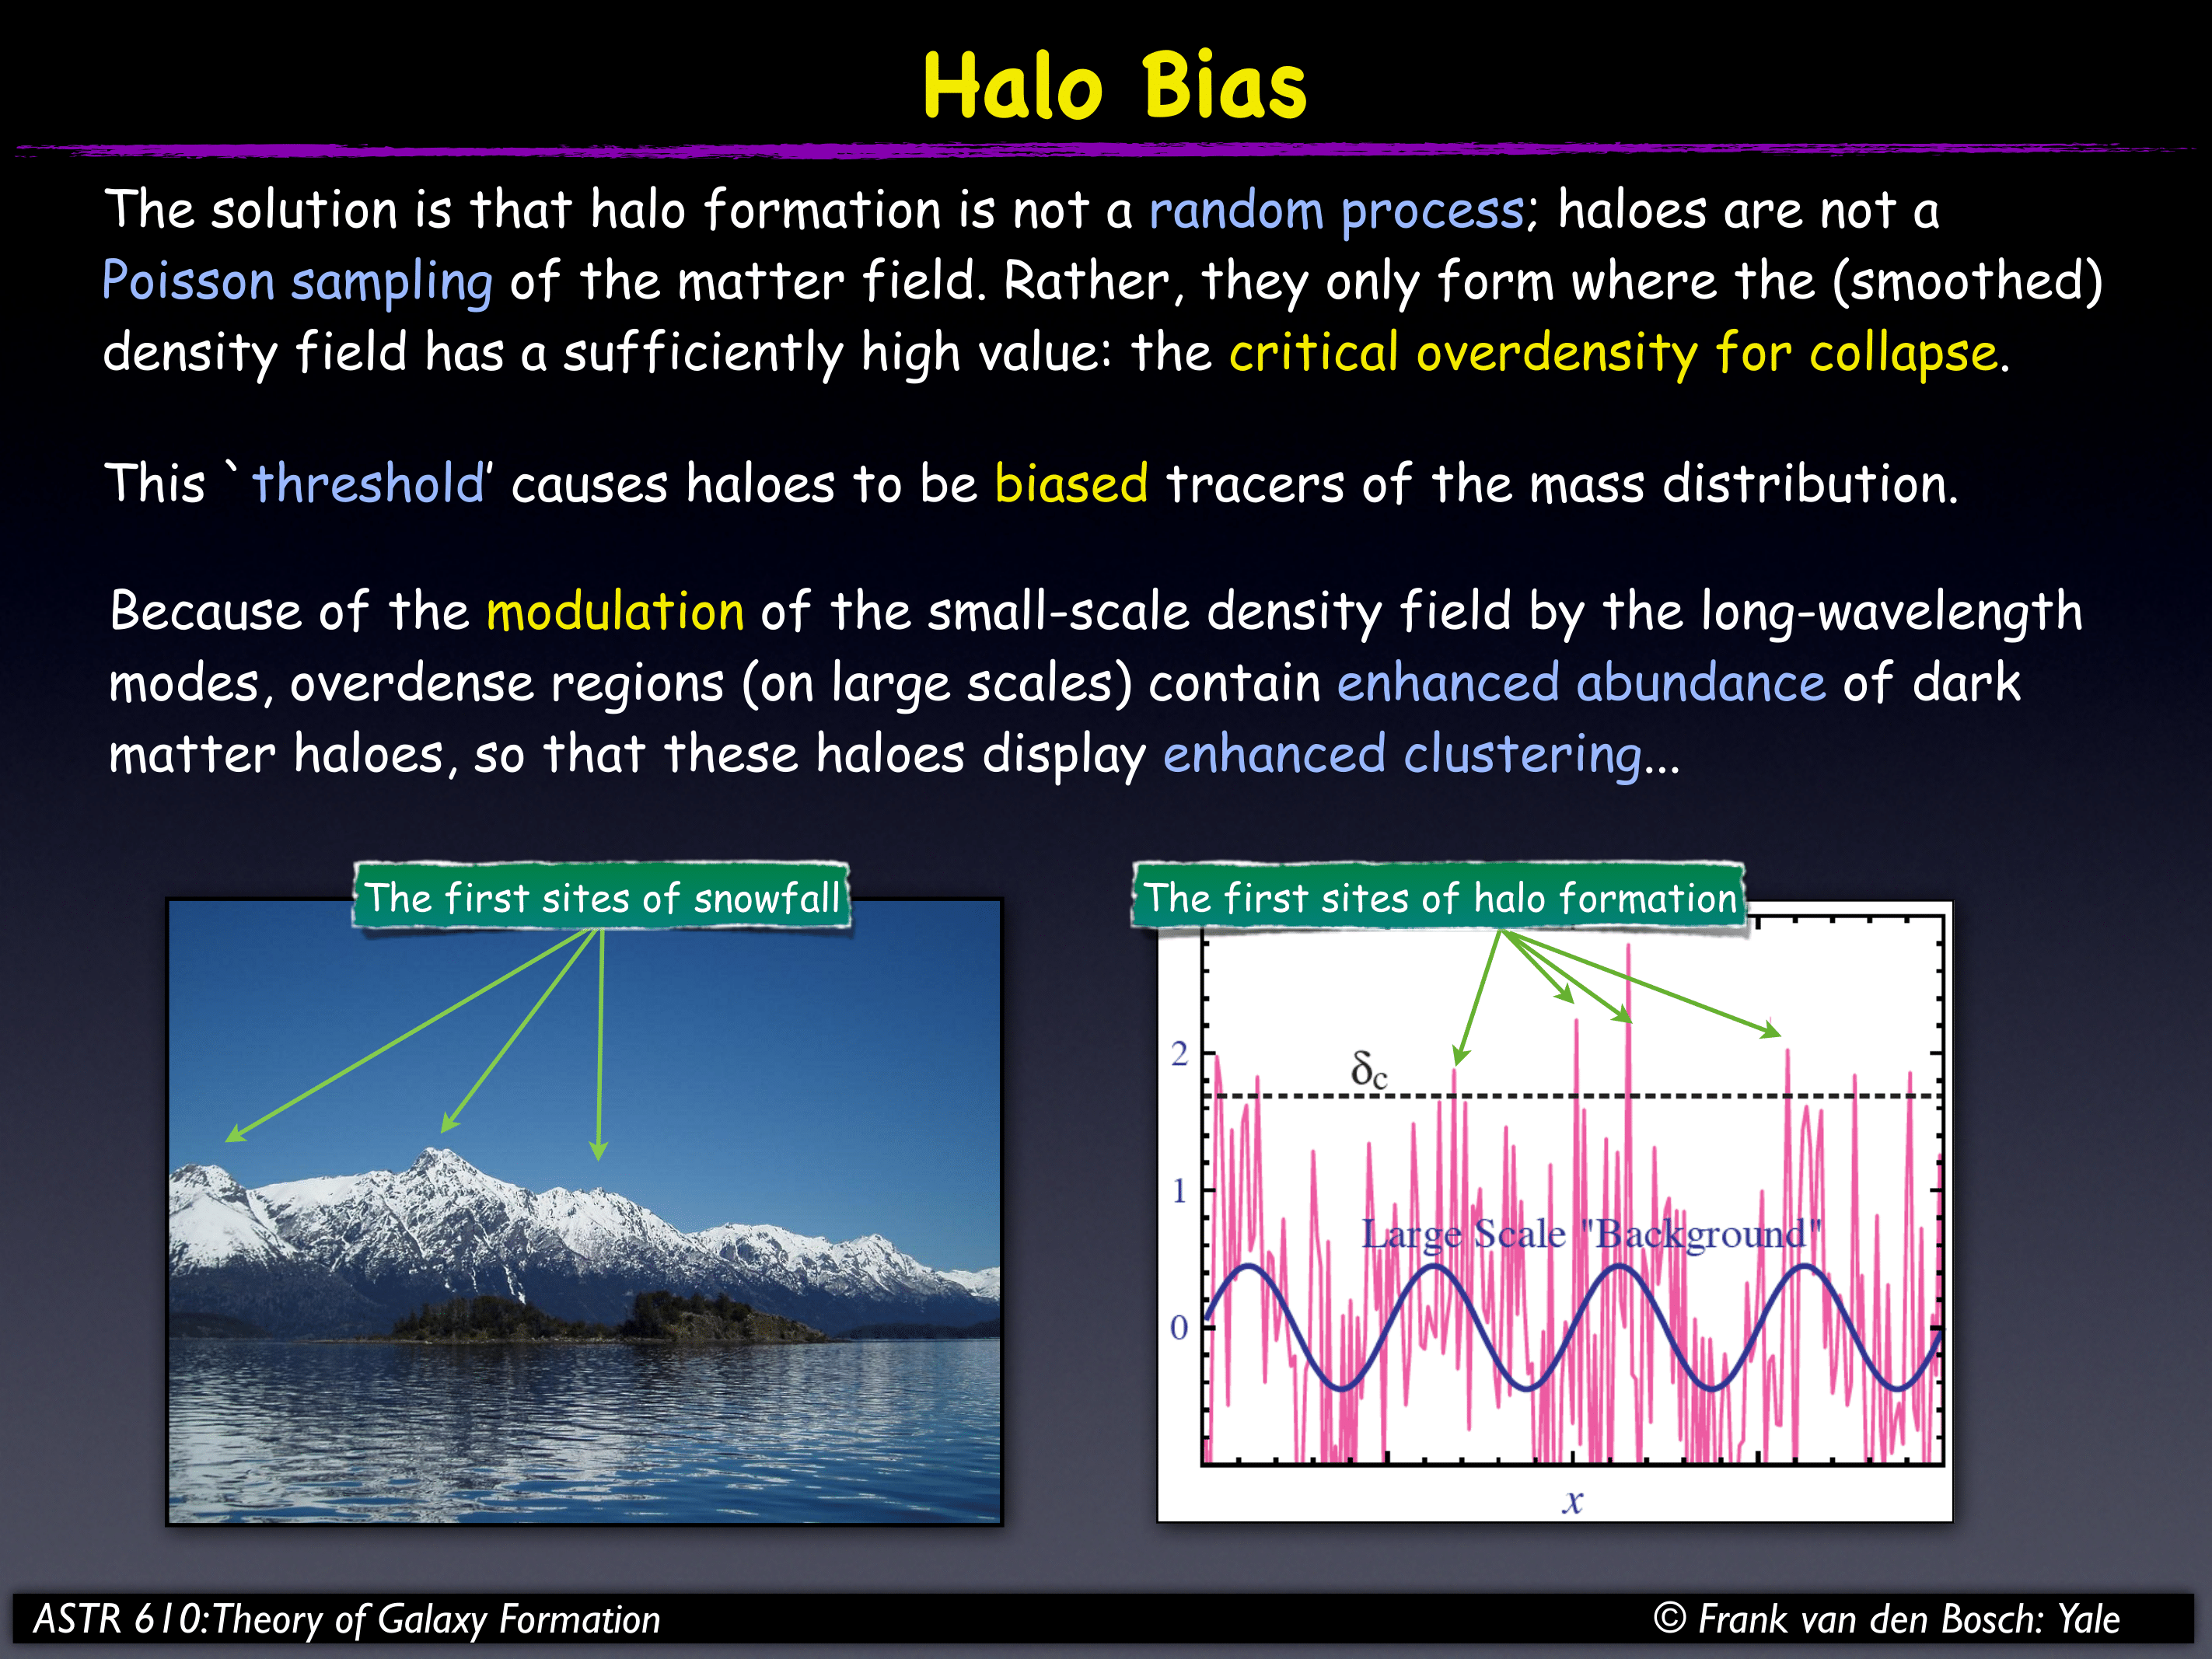 Halo Bias
The solution is that halo formation is not a random process; haloes are not a
Poisson sampling of the matter field. Rather, they only form where the (smoothed)
density field has a sufficiently high value: the critical overdensity for collapse.
This `threshold’ causes haloes to be biased tracers of the mass distribution.
Because of the modulation of the small-scale density field by the long-wavelength
modes, overdense regions (on large scales) contain enhanced abundance of dark
matter haloes, so that these haloes display enhanced clustering...
The first sites of snowfall
The first sites of halo formation
2
δc
1
Large Scale "Background"
0
x
ASTR 610:Theory of Galaxy Formation
© Frank van den Bosch: Yale